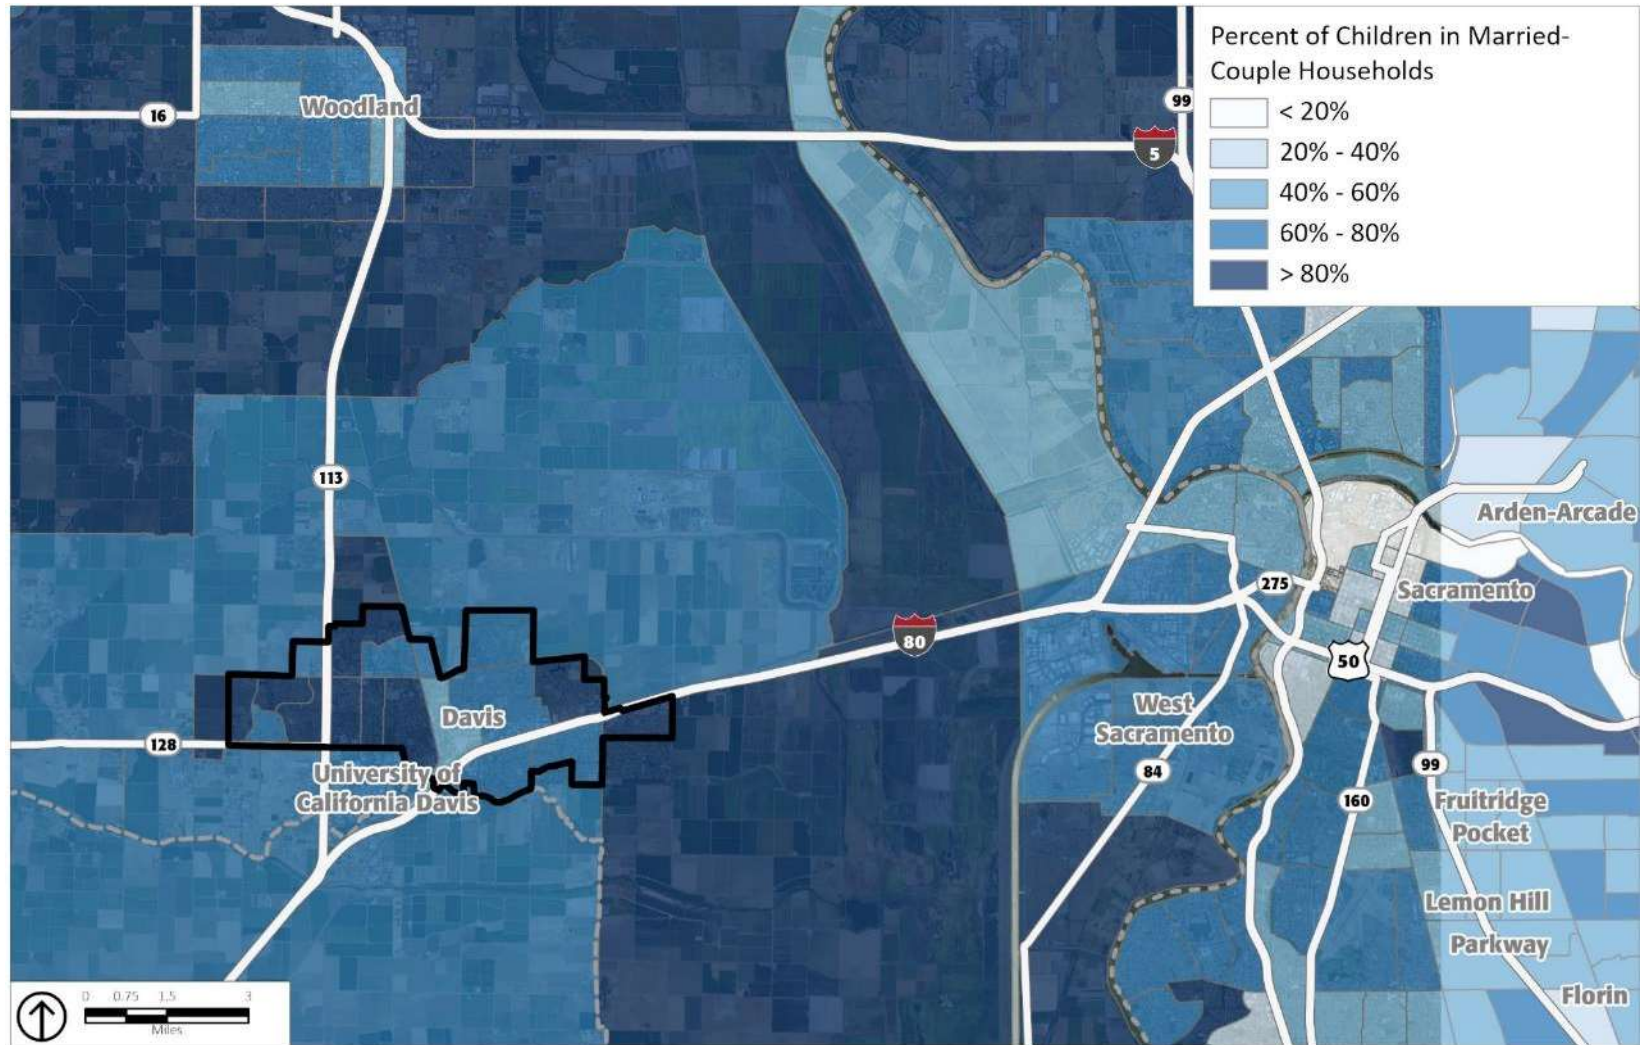 Percent of Children in Married-
Couple Households
< 20%
20% - 40%
40% - 60%
60% - 80%
> 80%
Woodland
16
99
5
113
Arden-Arcade
275
Sacramento
80
50
Davis
West
Sacramento
128
University of
California Davis
84
99
160
Fruitridge
Pocket
Lemon Hill
Parkway
Florin
0 0.75 1.5 3
Miles